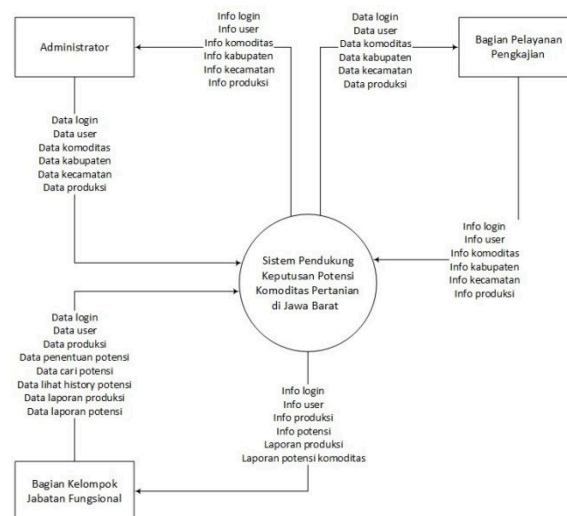 Administrator
Info login
Info user
Info komoditas
Info kabupaten
Info kecamatan
Info produksi
Data login
Data user
Data komoditas
Data kabupaten
Data kecamatan
Data produksi
Bagian Pelayanan
Pengkajian
Data login
Data user
Data komoditas
Data kabupaten
Data kecamatan
Data produksi
Info login
Info user
Info komoditas
Info kabupaten
Info kecamatan
Info produksi
Sistem Pendukung
Keputusan Potensi
Komoditas Pertanian
di Jawa Barat
Data login
Data user
Data produksi
Data penentuan potensi
Data cari potensi
Data lihat history potensi
Data laporan produksi
Data laporan potensi
Info login
Info user
Info produksi
Info potensi
Laporan produksi
Laporan potensi komoditas
Bagian Kelompok
Jabatan Fungsional